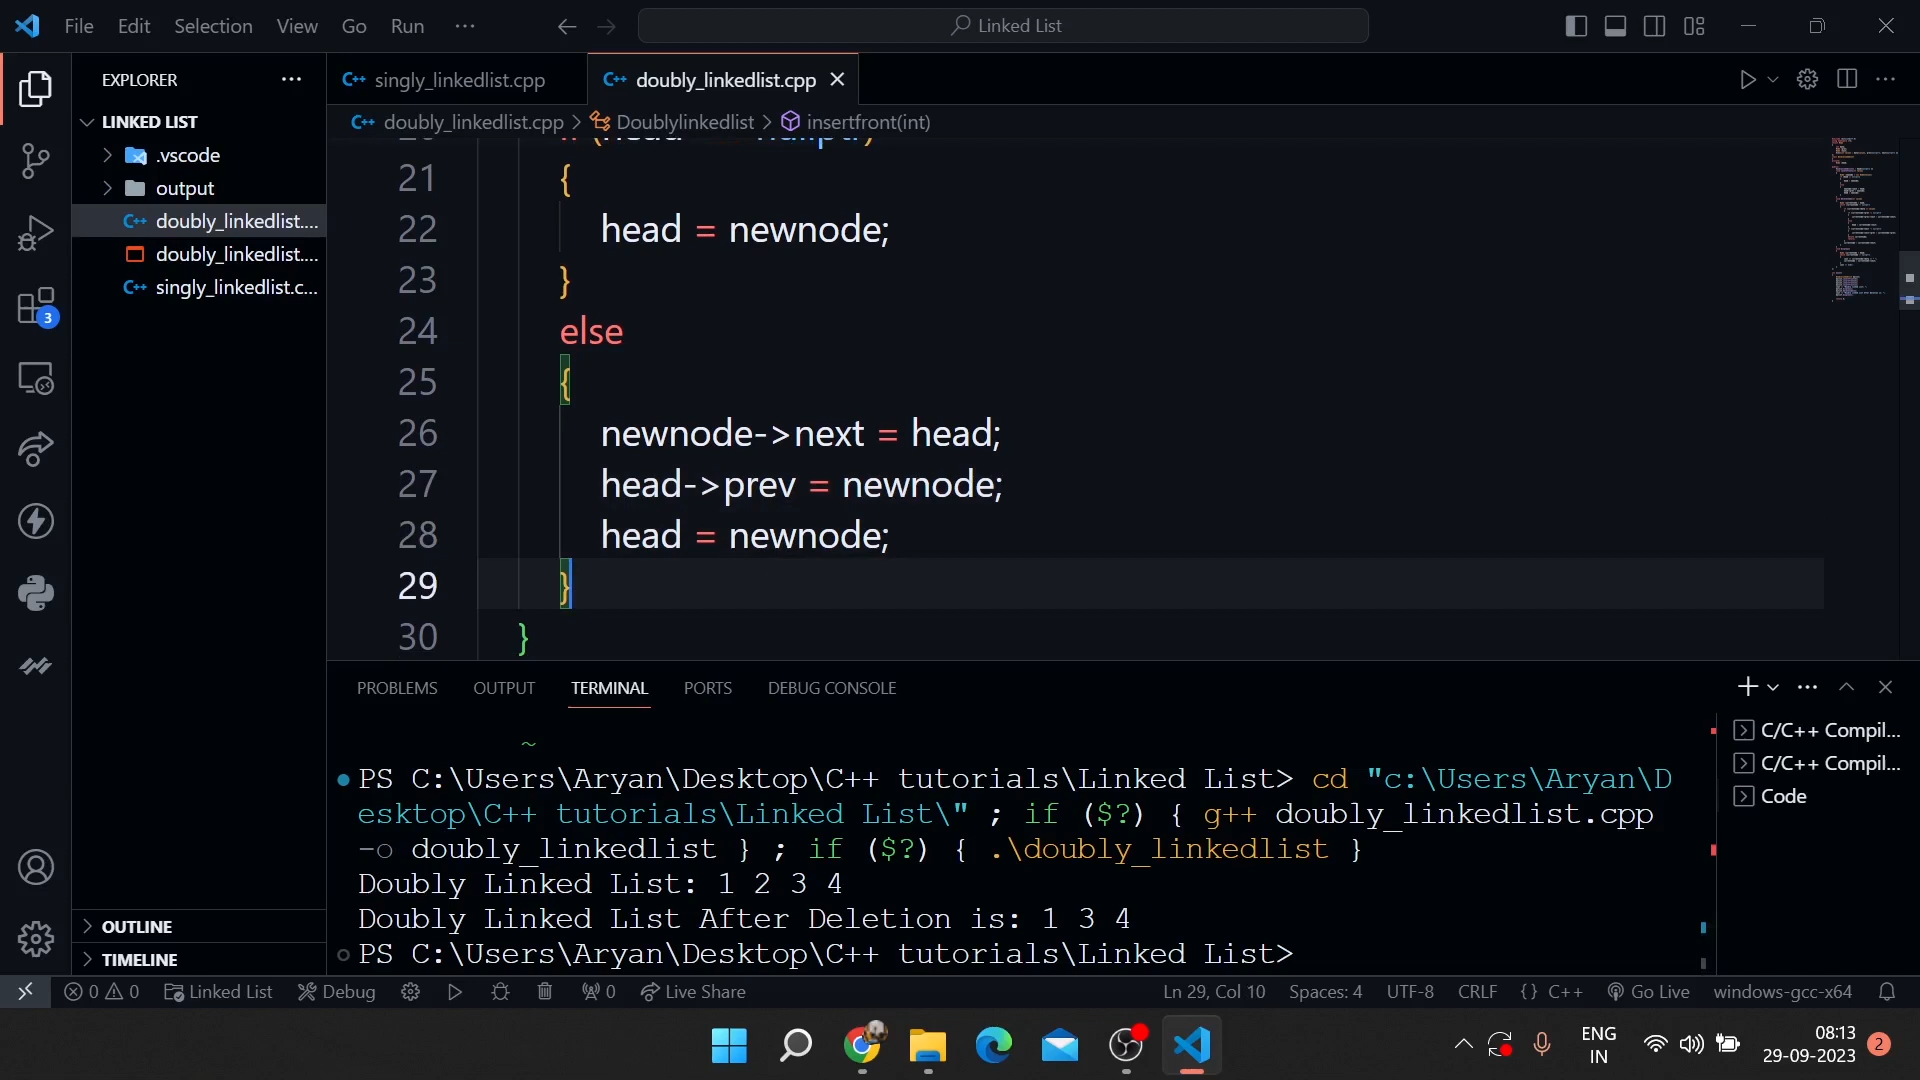 File Edit Selection View Go Run ··· Linked List
EXPLORER ···
singly_linkedlist.cpp
doubly_linkedlist.cpp
LINKED LIST
doubly_linkedlist.cpp > Doublylinkedlist > insertfront(int)
.vscode
output
doubly_linkedlist....
doubly_linkedlist....
singly_linkedlist.c...
21 {
22 head = newnode;
23 }
24 else
25 {
26 newnode->next = head;
27 head->prev = newnode;
28 head = newnode;
29 }
30 }
3
PROBLEMS OUTPUT TERMINAL PORTS DEBUG CONSOLE
~
PS C:\Users\Aryan\Desktop\C++ tutorials\Linked List> cd "c:\Users\Aryan\D
esktop\C++ tutorials\Linked List\" ; if ($?) { g++ doubly_linkedlist.cpp
-o doubly_linkedlist } ; if ($?) { .\doubly_linkedlist }
Doubly Linked List: 1 2 3 4
Doubly Linked List After Deletion is: 1 3 4
PS C:\Users\Aryan\Desktop\C++ tutorials\Linked List>
C/C++ Compil...
C/C++ Compil...
Code
OUTLINE
TIMELINE
0 0 Linked List Debug 0 Live Share Ln 29, Col 10 Spaces: 4 UTF-8 CRLF {} C++ Go Live windows-gcc-x64
ENG
IN
08:13
29-09-2023
2